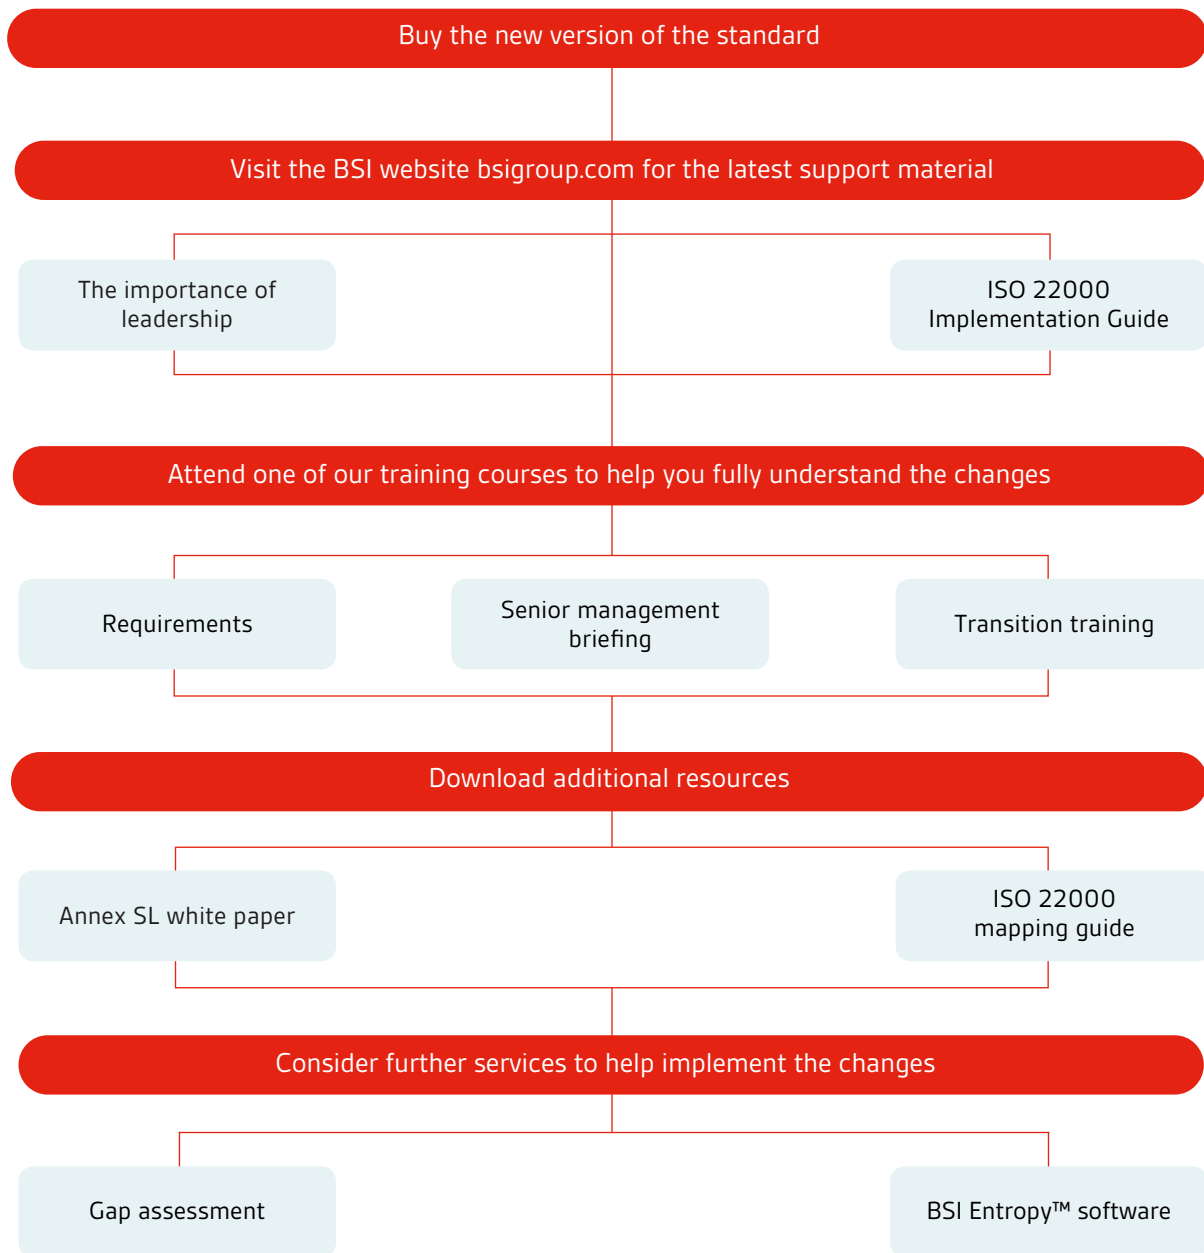 Buy the new version of the standard
Visit the BSI website bsigroup.com for the latest support material
The importance of
leadership
ISO 22000
Implementation Guide
Attend one of our training courses to help you fully understand the changes
Requirements
Senior management
briefing
Transition training
Download additional resources
Annex SL white paper
ISO 22000
mapping guide
Consider further services to help implement the changes
Gap assessment
BSI Entropy™ software